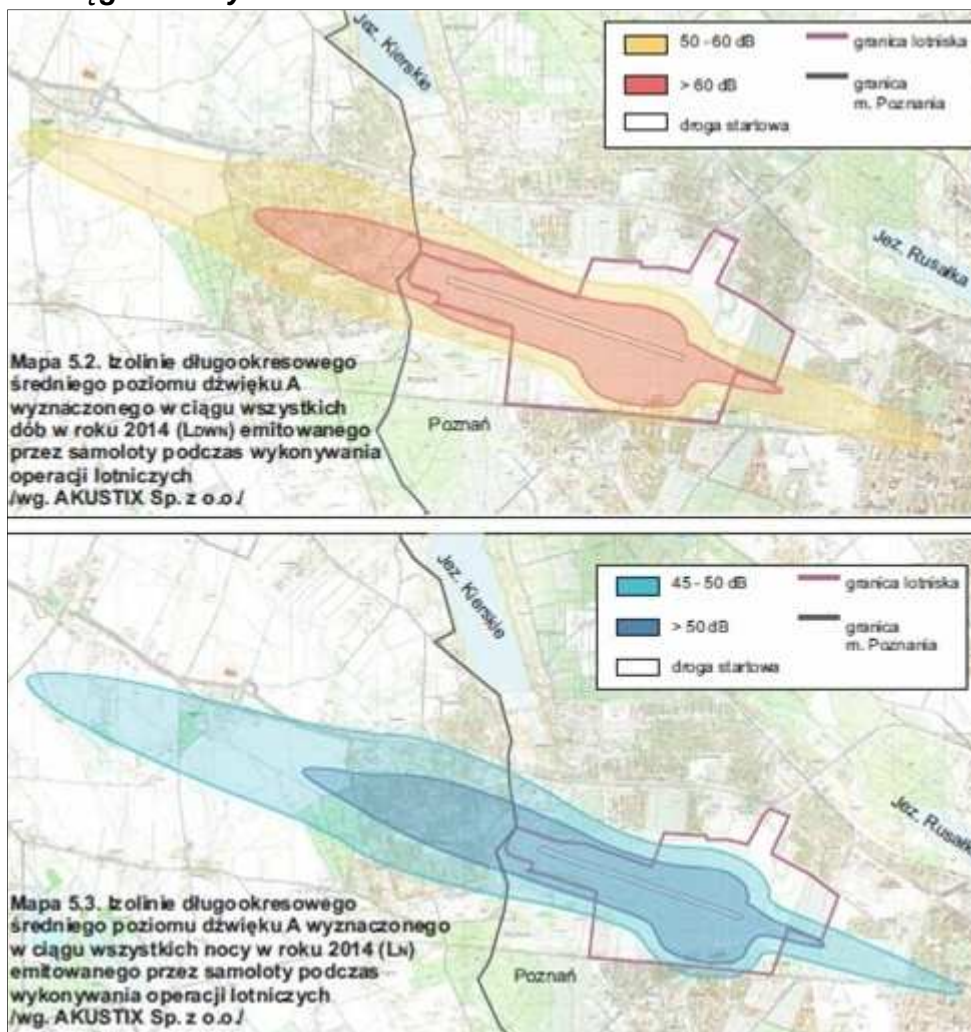 Jez. Kierskie
50 - 60 dB
granica lotniska
> 60 dB
granica
m. Poznania
droga startowa
Jez. Rusałka
Mapa 5.2. Izolinie długookresowego
średniego poziomu dźwięku A
wyznaczonego w ciągu wszystkich
dób w roku 2014 (LDWN) emitowanego
przez samoloty podczas wykonywania
operacji lotniczych
/wg. AKUSTIX Sp. z o.o./
Poznań
Jez. Kierskie
45 - 50 dB
granica lotniska
> 50 dB
granica
m. Poznania
droga startowa
Jez. Rusałka
Mapa 5.3. Izolinie długookresowego
średniego poziomu dźwięku A wyznaczonego
w ciągu wszystkich nocy w roku 2014 (LN)
emitowanego przez samoloty podczas
wykonywania operacji lotniczych
/wg. AKUSTIX Sp. z o.o./
Poznań